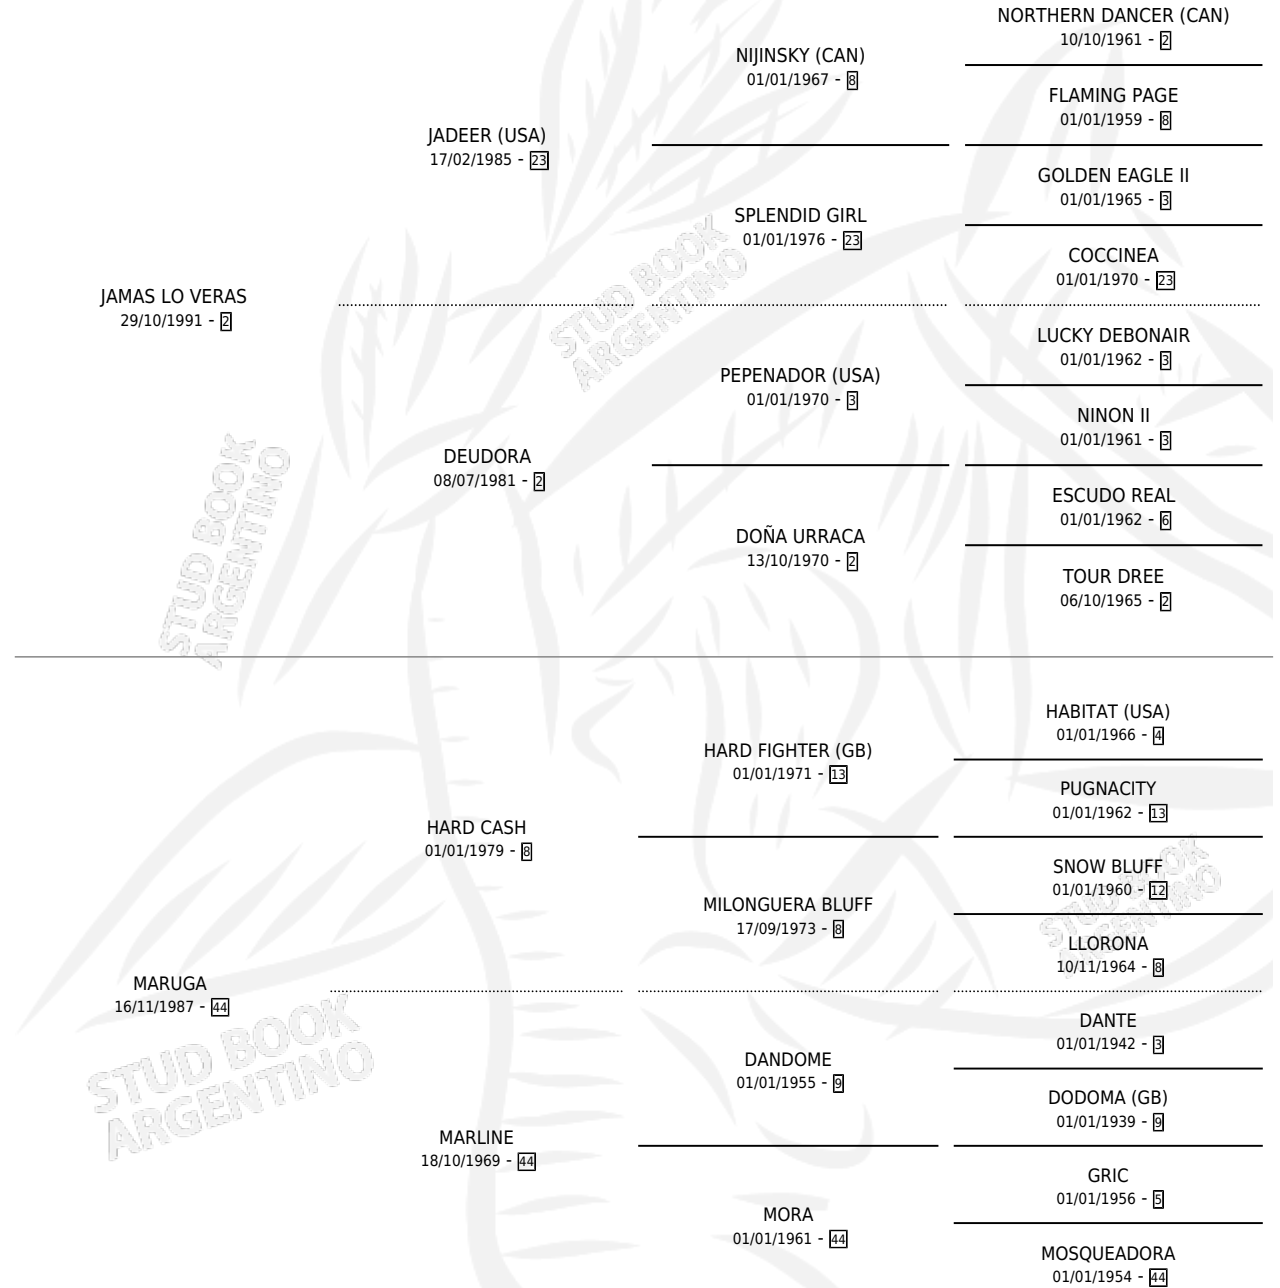 NORTHERN DANCER (CAN)
10/10/1961 - 2
NIJINSKY (CAN)
01/01/1967 - 8
FLAMING PAGE
01/01/1959 - 8
JADEER (USA)
17/02/1985 - 23
GOLDEN EAGLE II
01/01/1965 - 3
SPLENDID GIRL
01/01/1976 - 23
COCCINEA
01/01/1970 - 23
JAMAS LO VERAS
29/10/1991 - 2
LUCKY DEBONAIR
01/01/1962 - 3
PEPENADOR (USA)
01/01/1970 - 3
NINON II
01/01/1961 - 3
DEUDORA
08/07/1981 - 2
ESCUDO REAL
01/01/1962 - 6
DOÑA URRACA
13/10/1970 - 2
TOUR DREE
06/10/1965 - 2
HABITAT (USA)
01/01/1966 - 4
HARD FIGHTER (GB)
01/01/1971 - 13
PUGNACITY
01/01/1962 - 13
HARD CASH
01/01/1979 - 8
SNOW BLUFF
01/01/1960 - 12
MILONGUERA BLUFF
17/09/1973 - 8
LLORONA
10/11/1964 - 8
MARUGA
16/11/1987 - 44
DANTE
01/01/1942 - 3
DANDOME
01/01/1955 - 9
DODOMA (GB)
01/01/1939 - 9
MARLINE
18/10/1969 - 44
GRIC
01/01/1956 - 5
MORA
01/01/1961 - 44
MOSQUEADORA
01/01/1954 - 44
STUD BOOK
ARGENTINO
STUD BOOK
ARGENTINO
STUD BOOK
ARGENTINO
STUD BOOK
ARGENTINO